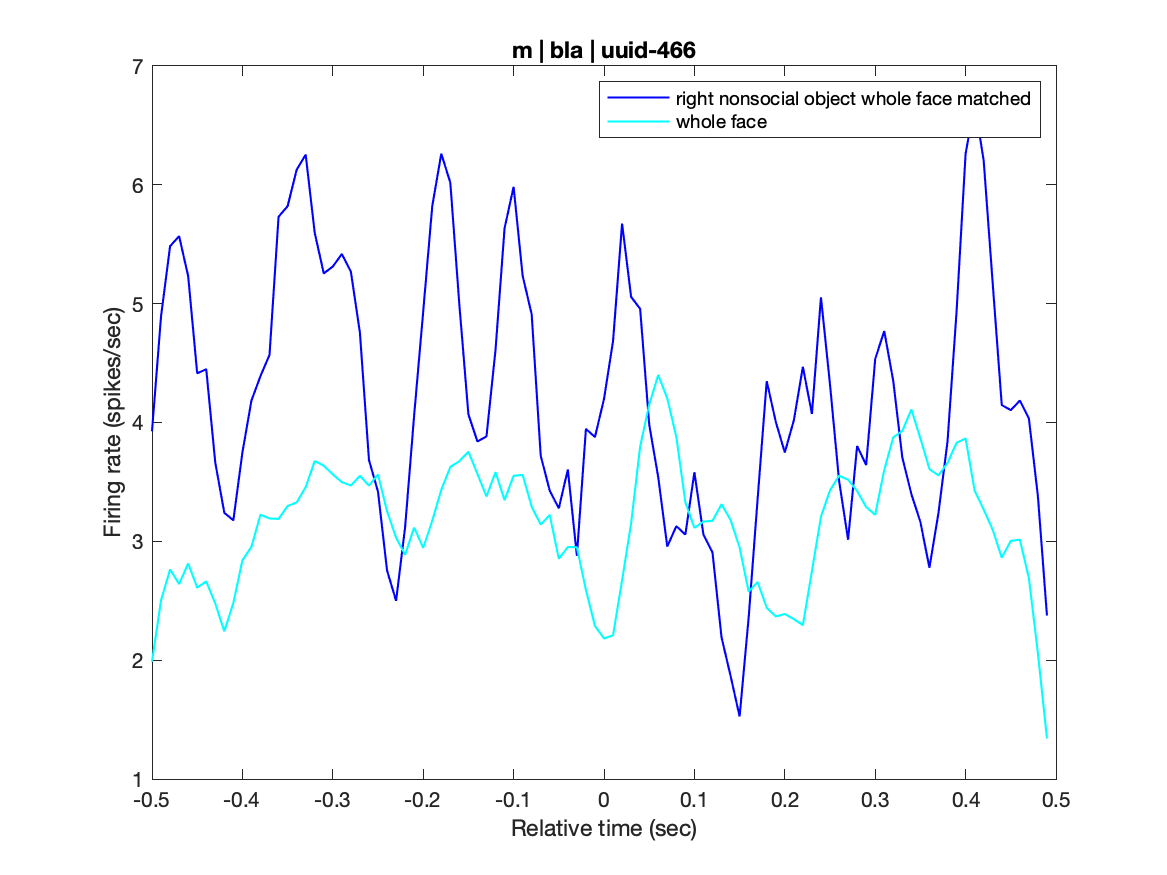 m | bla | uuid-466
right nonsocial object whole face matched
whole face
7
6
5
4
3
2
1
Firing rate (spikes/sec)
-0.5 -0.4 -0.3 -0.2 -0.1 0 0.1 0.2 0.3 0.4 0.5
Relative time (sec)